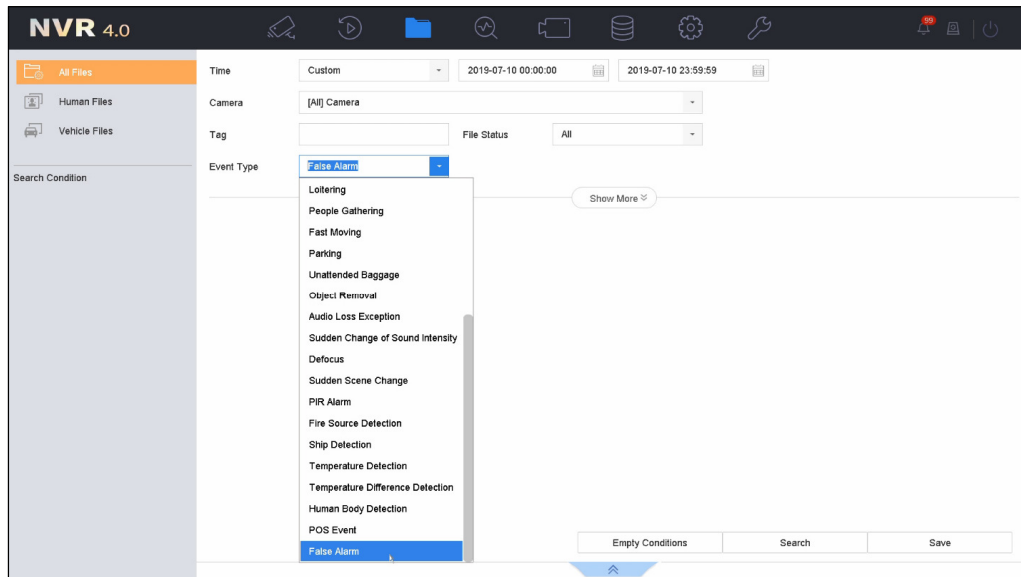 NVR 4.0
99
All Files
Human Files
Vehicle Files
Search Condition
Time Custom 2019-07-10 00:00:00 2019-07-10 23:59:59
Camera [All] Camera
Tag File Status All
Event Type False Alarm
Show More
Loitering
People Gathering
Fast Moving
Parking
Unattended Baggage
Object Removal
Audio Loss Exception
Sudden Change of Sound Intensity
Defocus
Sudden Scene Change
PIR Alarm
Fire Source Detection
Ship Detection
Temperature Detection
Temperature Difference Detection
Human Body Detection
POS Event
False Alarm
Empty Conditions Search Save